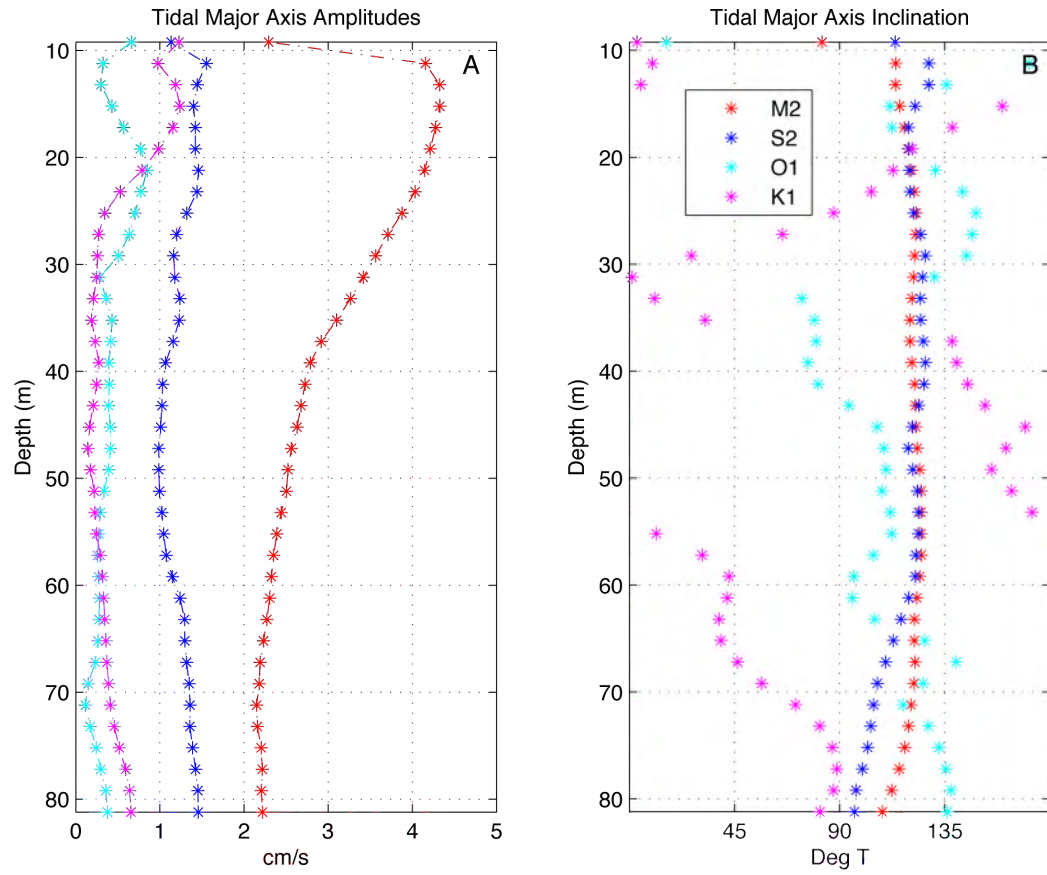 Tidal Major Axis Amplitudes
A
10
20
30
40
50
60
70
80
Depth (m)
0 1 2 3 4 5
cm/s
Tidal Major Axis Inclination
B
M2
S2
O1
K1
10
20
30
40
50
60
70
80
Depth (m)
45 90 135
Deg T